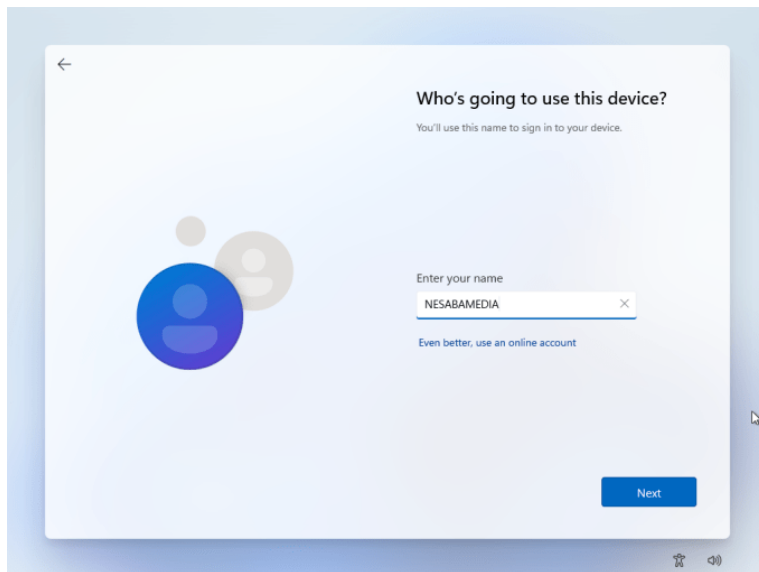 Who's going to use this device?
You'll use this name to sign in to your device.
Enter your name
NESABAMEDIA
Even better, use an online account
Next